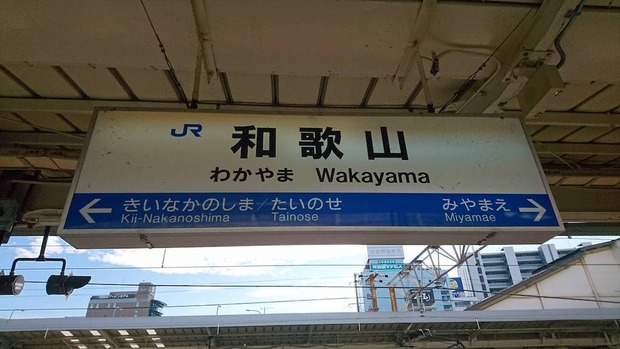 JR 和歌山
わかやま Wakayama
← きいなかのしま／たいのせ みやまえ →
Kii-Nakanoshima Tainose Miyamae